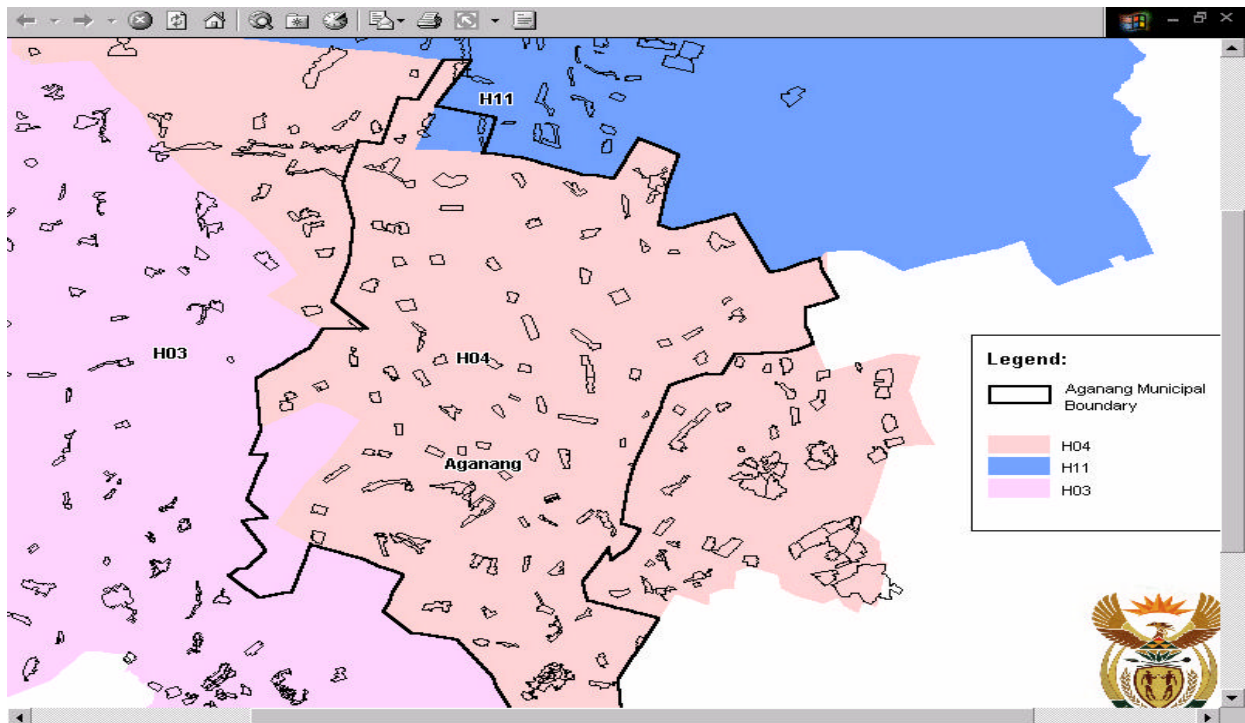 H11
H03
H04
Aganang
Legend:
Aganang Municipal
Boundary
H04
H11
H03